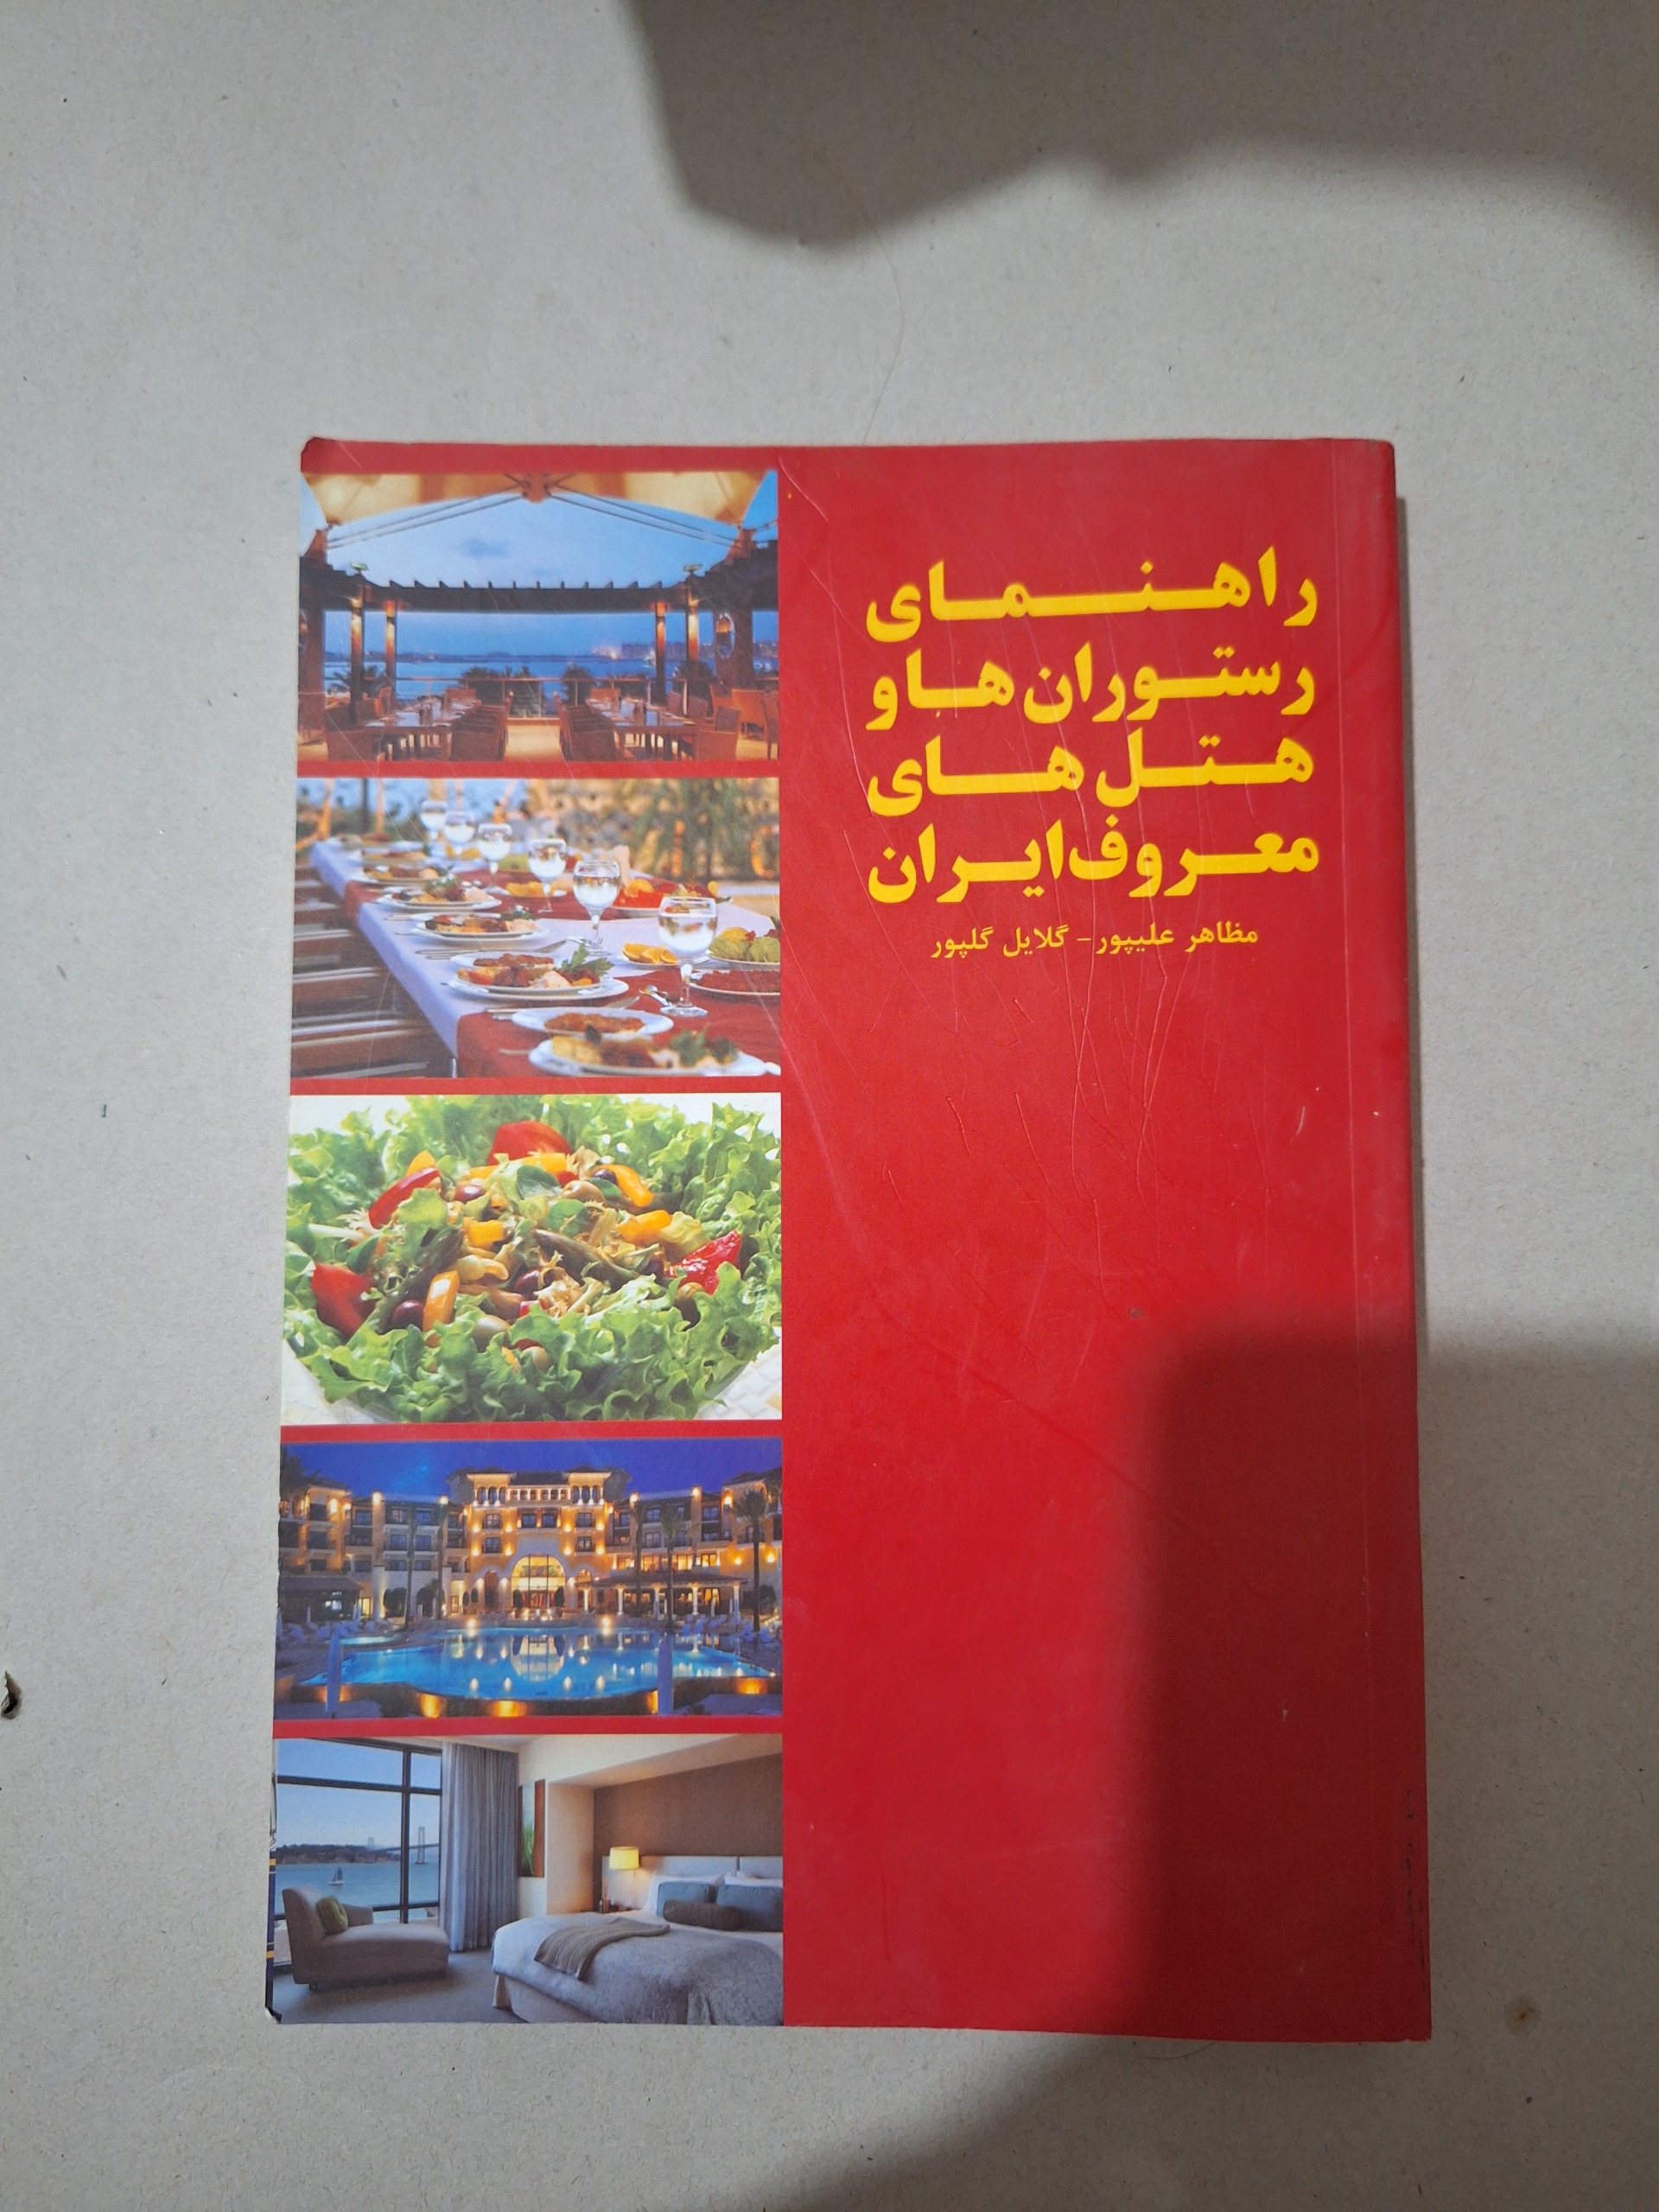 راهنمای
رستوران ها و
هتل های
معروف ایران
مظاهر علیپور - گلایل گلپور